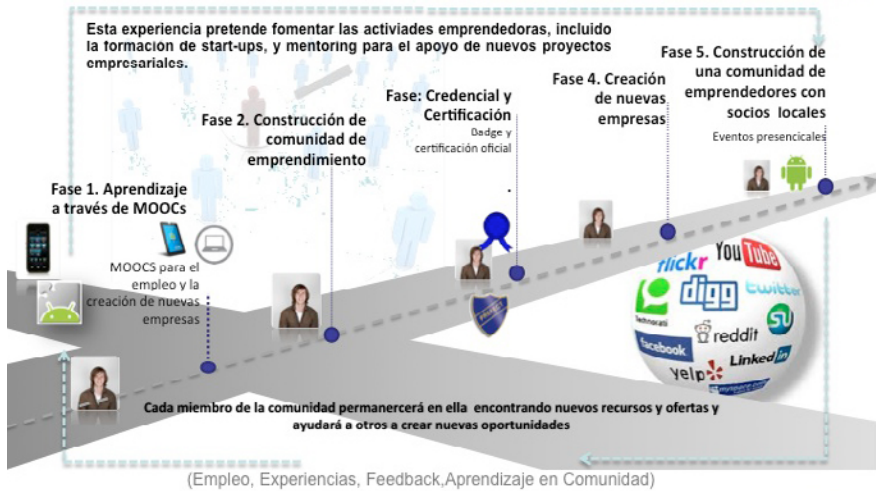 Esta experiencia pretende fomentar las activiades emprendedoras, incluido
la formación de start-ups, y mentoring para el apoyo de nuevos proyectos
empresariales.
Fase 5. Construcción de
una comunidad de
emprendedores con
socios locales
Eventos presencicales
Fase 4. Creación
de nuevas
empresas
Fase: Credencial y
Certificación
Badge y
certificación oficial
.
Fase 2. Construcción de
comunidad de
emprendimiento
Fase 1. Aprendizaje
a través de MOOCs
MOOCS para el
empleo y la
creación de nuevas
empresas
YouTube
flickr
twitter
digg
Technorati
SU
reddit
facebook
LinkedIn
yelp
Cada miembro de la comunidad permanercerá en ella encontrando nuevos recursos y ofertas y
ayudará a otros a crear nuevas oportunidades
(Empleo, Experiencias, Feedback,Aprendizaje en Comunidad)